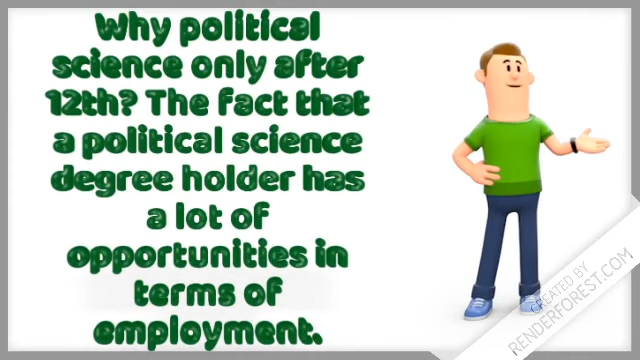 Why political
science only after
12th? The fact that
a political science
degree holder has
a lot of
opportunities in
terms of
employment.
CREATED BY
RENDERFOREST.COM